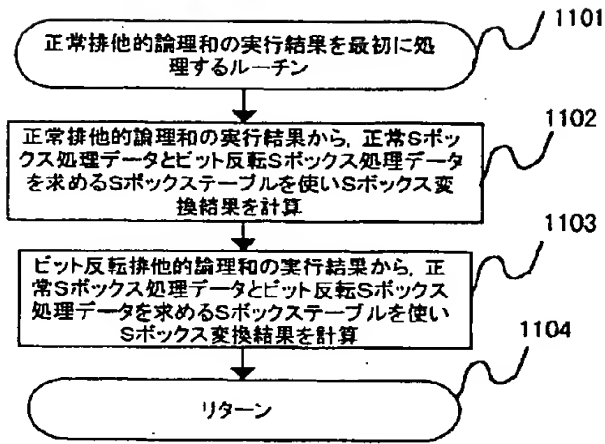 1101
正常排他的論理和の実行結果を最初に処
理するルーチン
1102
正常排他的論理和の実行結果から，正常Sボッ
クス処理データとビット反転Sボックス処理データ
を求めるSボックステーブルを使いSボックス変
換結果を計算
1103
ビット反転排他的論理和の実行結果から，正
常Sボックス処理データとビット反転Sボックス
処理データを求めるSボックステーブルを使い
Sボックス変換結果を計算
1104
リターン